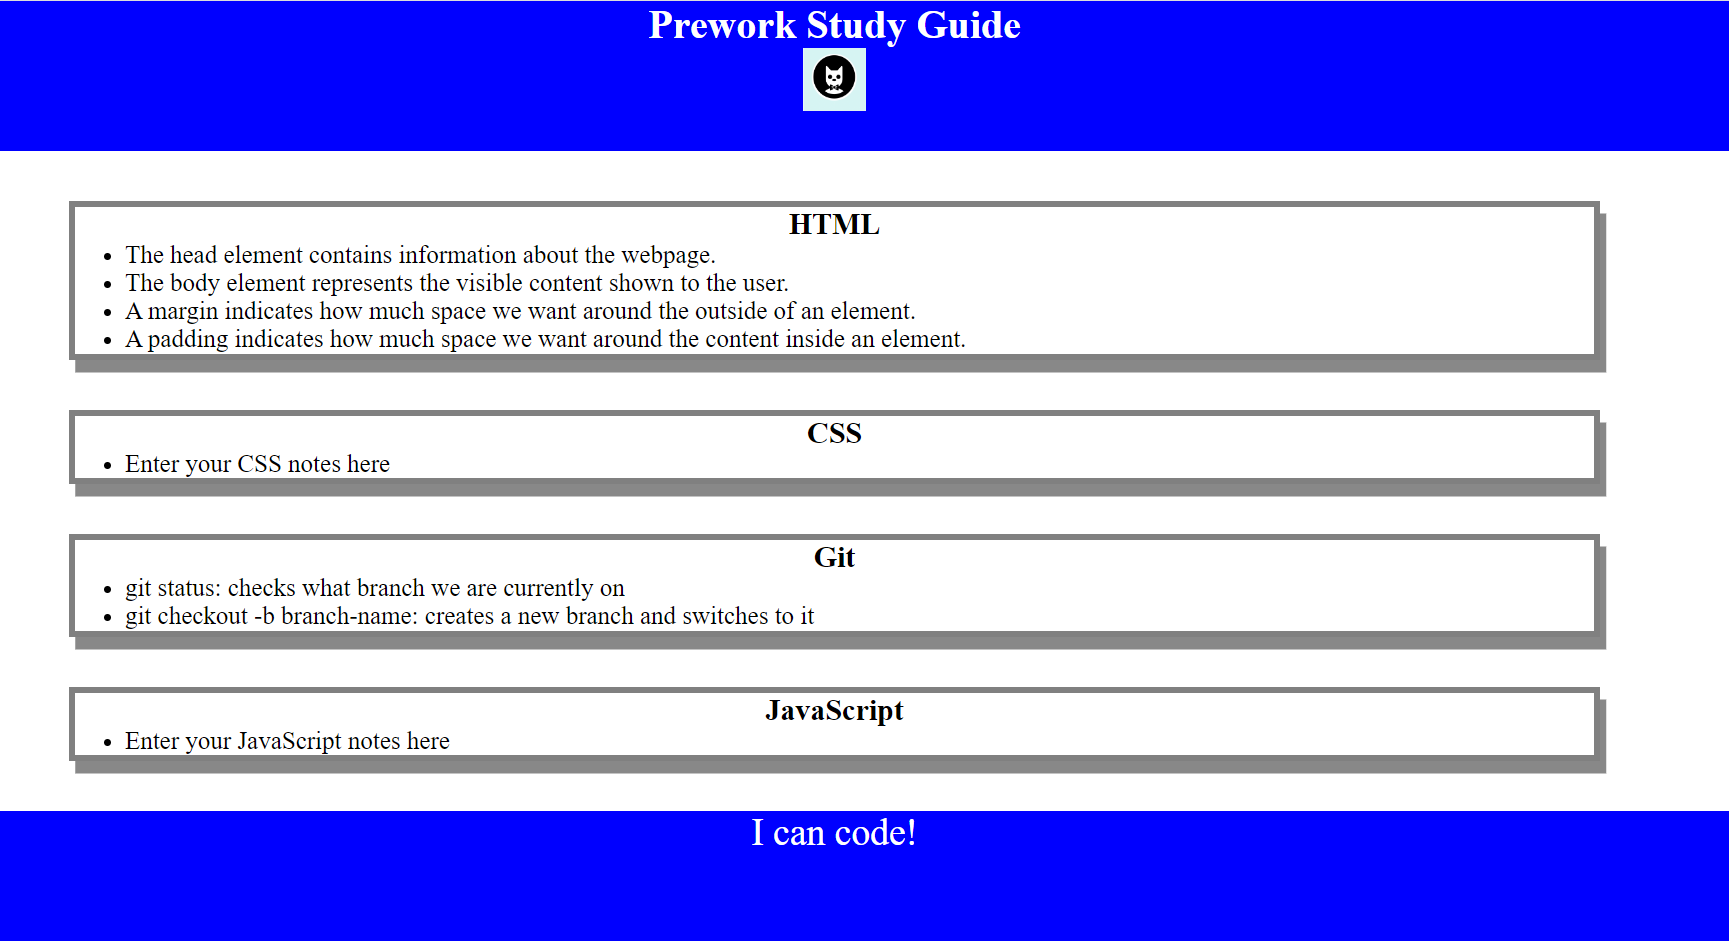 Prework Study Guide
HTML
• The head element contains information about the webpage.
• The body element represents the visible content shown to the user.
• A margin indicates how much space we want around the outside of an element.
• A padding indicates how much space we want around the content inside an element.
CSS
• Enter your CSS notes here
Git
• git status: checks what branch we are currently on
• git checkout -b branch-name: creates a new branch and switches to it
JavaScript
• Enter your JavaScript notes here
I can code!